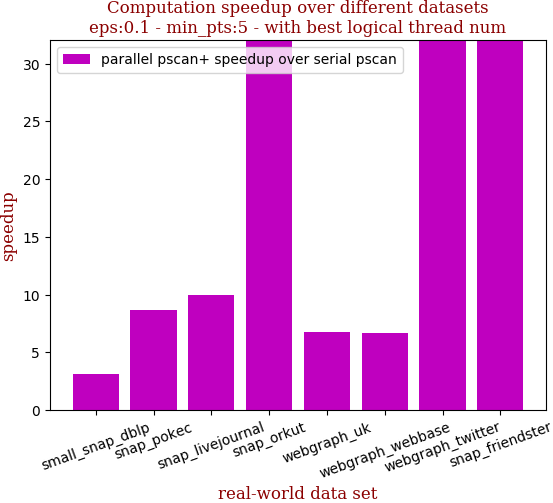 Computation speedup over different datasets
eps:0.1 - min_pts:5 - with best logical thread num
parallel pscan+ speedup over serial pscan
speedup
30
25
20
15
10
5
0
small_snap_dblp
snap_pokec
snap_livejournal
snap_orkut
webgraph_uk
webgraph_webbase
webgraph_twitter
snap_friendster
real-world data set